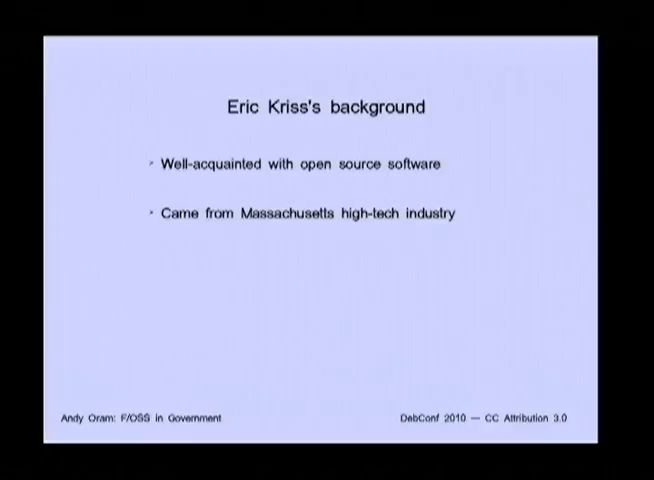 Eric Kriss's background
Well-acquainted with open source software
Came from Massachusetts high-tech industry
Andy Oram: F/OSS in Government
DebConf 2010 — CC Attribution 3.0